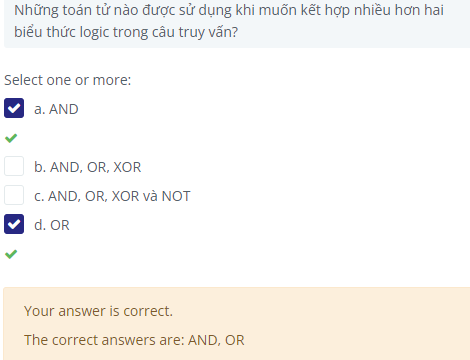 Những toán tử nào được sử dụng khi muốn kết hợp nhiều hơn hai
biểu thức logic trong câu truy vấn?
Select one or more:
a. AND
b. AND, OR, XOR
c. AND, OR, XOR và NOT
d. OR
Your answer is correct.
The correct answers are: AND, OR